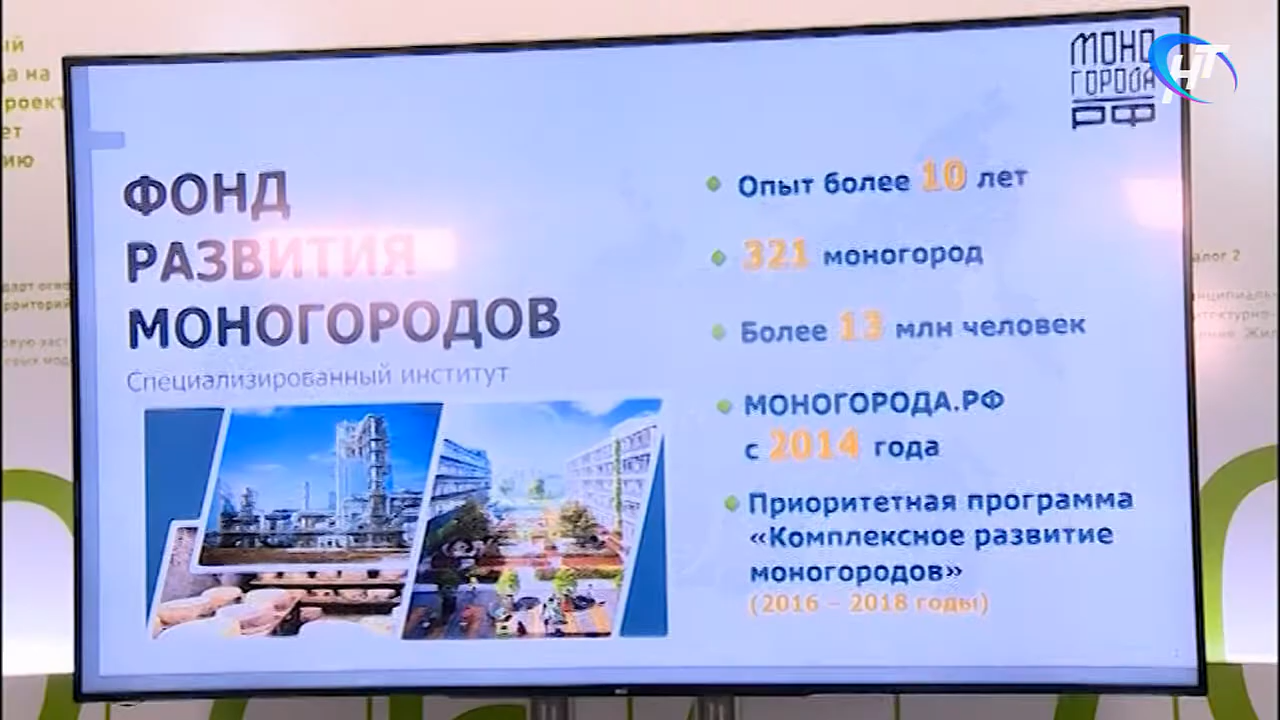 МОНО
ГОРОДА
РФ
НТ
ФОНД
РАЗВИТИЯ
МОНОГОРОДОВ
Специализированный институт
Опыт более 10 лет
321 моногород
Более 13 млн человек
МОНОГОРОДА.РФ
с 2014 года
Приоритетная программа
«Комплексное развитие
моногородов»
(2016 – 2018 годы)